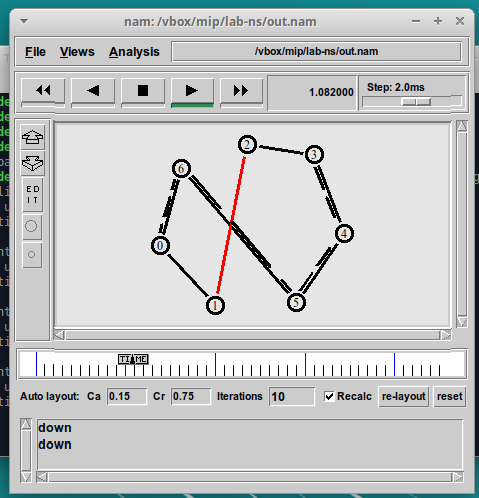 nam: /vbox/mip/lab-ns/out.nam
File Views Analysis /vbox/mip/lab-ns/out.nam
1.082000 Step: 2.0ms
2
3
6
E D
I T
4
0
5
1
TIME
Auto layout: Ca 0.15 Cr 0.75 Iterations 10 Recalc re-layout reset
down
down